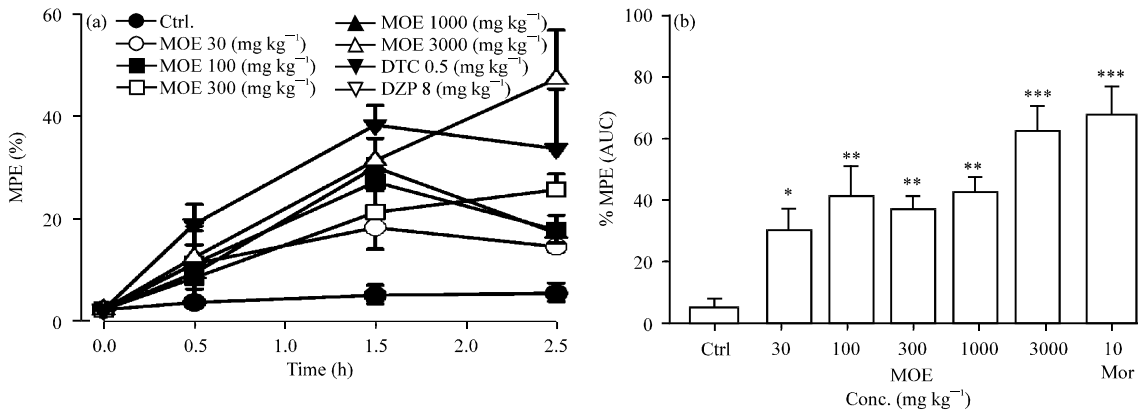 (a)
Ctrl.
MOE 30 (mg kg⁻¹)
MOE 100 (mg kg⁻¹)
MOE 300 (mg kg⁻¹)
MOE 1000 (mg kg⁻¹)
MOE 3000 (mg kg⁻¹)
DTC 0.5 (mg kg⁻¹)
DZP 8 (mg kg⁻¹)
60
40
20
0
MPE (%)
0.0 0.5 1.0 1.5 2.0 2.5
Time (h)
(b)
100
80
60
40
20
0
% MPE (AUC)
* ** ** ** *** ***
Ctrl 30 100 300 1000 3000 10
MOE Mor
Conc. (mg kg⁻¹)